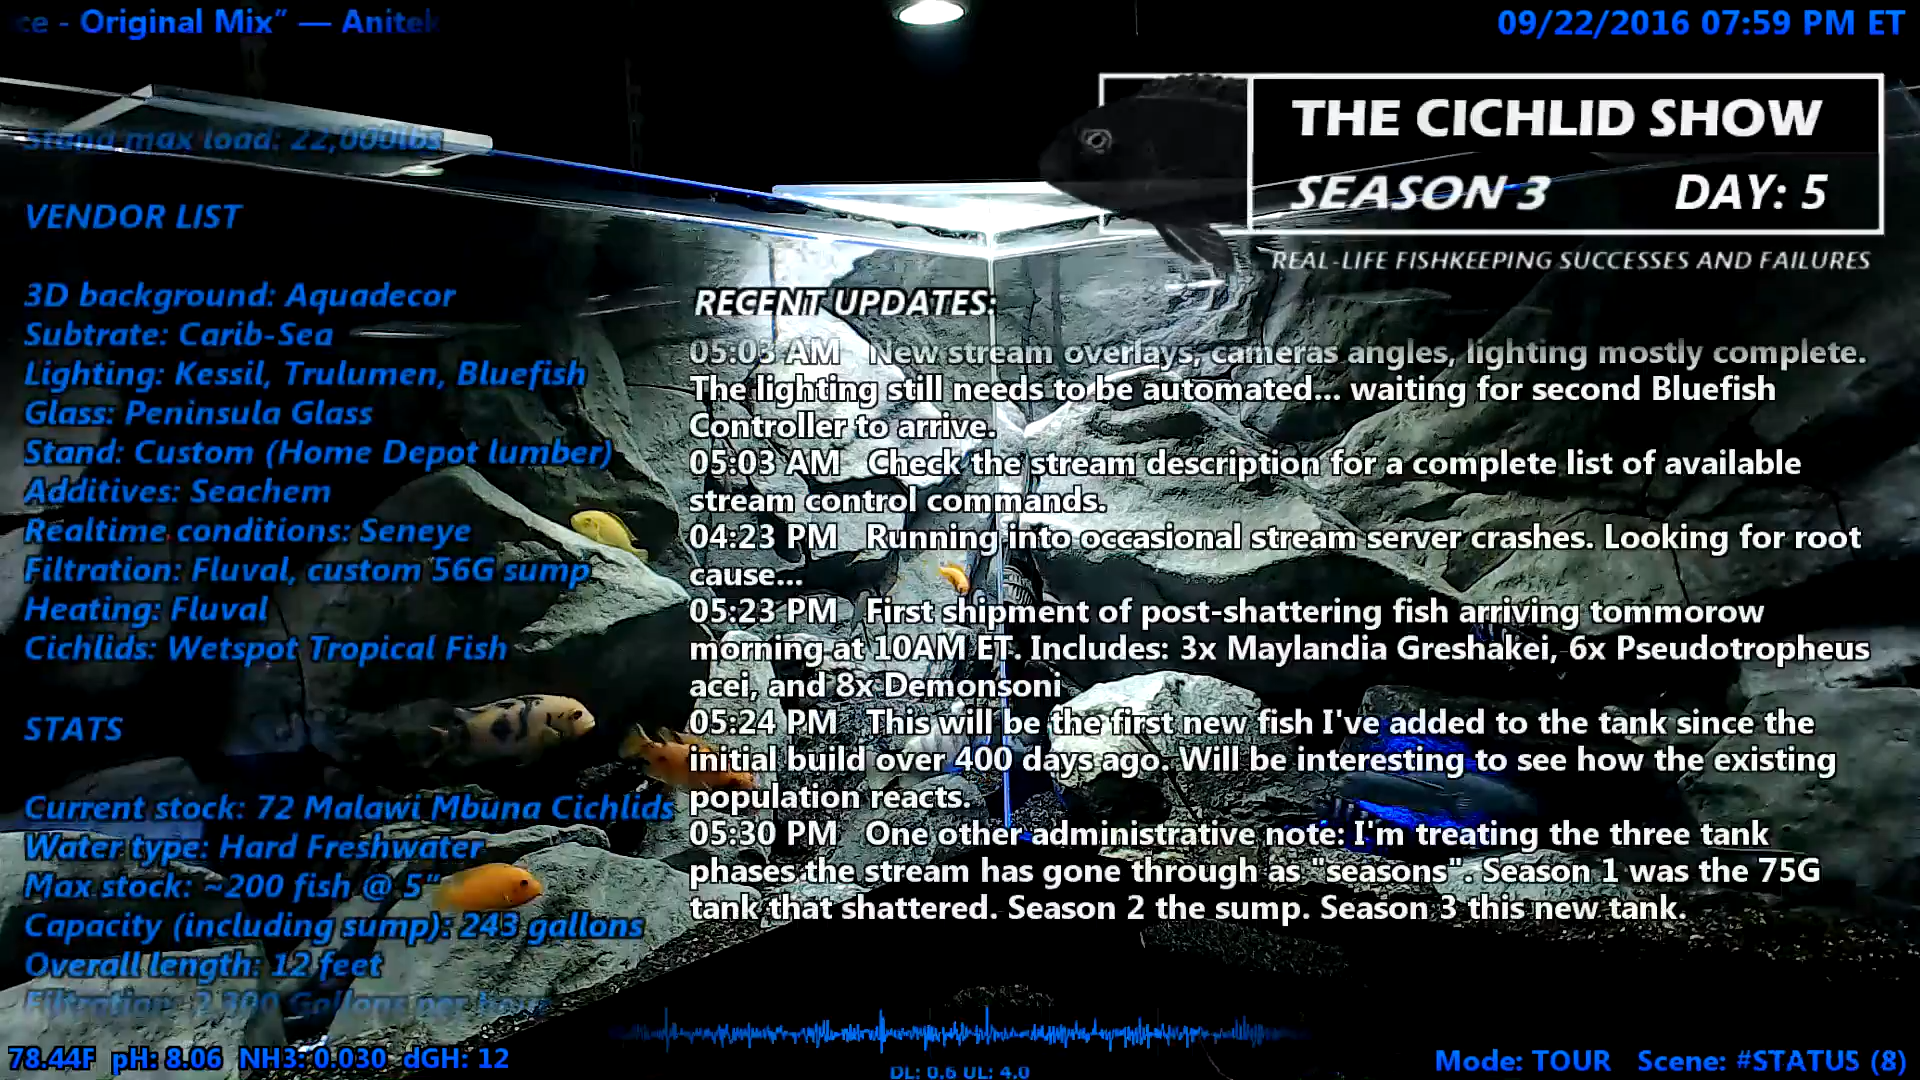 ce - Original Mix” — Anitek
09/22/2016 07:59 PM ET
THE CICHLID SHOW
SEASON 3 DAY: 5
REAL-LIFE FISHKEEPING SUCCESSES AND FAILURES
Stand max load: 22,000lbs
VENDOR LIST
3D background: Aquadecor
Subtrate: Carib-Sea
Lighting: Kessil, Trulumen, Bluefish
Glass: Peninsula Glass
Stand: Custom (Home Depot lumber)
Additives: Seachem
Realtime conditions: Seneye
Filtration: Fluval, custom 56G sump
Heating: Fluval
Cichlids: Wetspot Tropical Fish
STATS
Current stock: 72 Malawi Mbuna Cichlids
Water type: Hard Freshwater
Max stock: ~200 fish @ 5"
Capacity (including sump): 243 gallons
Overall length: 12 feet
Filtration: 2,300 Gallons per hour
RECENT UPDATES:
05:03 AM New stream overlays, cameras angles, lighting mostly complete.
The lighting still needs to be automated... waiting for second Bluefish
Controller to arrive.
05:03 AM Check the stream description for a complete list of available
stream control commands.
04:23 PM Running into occasional stream server crashes. Looking for root
cause...
05:23 PM First shipment of post-shattering fish arriving tommorow
morning at 10AM ET. Includes: 3x Maylandia Greshakei, 6x Pseudotropheus
acei, and 8x Demonsoni
05:24 PM This will be the first new fish I've added to the tank since the
initial build over 400 days ago. Will be interesting to see how the existing
population reacts.
05:30 PM One other administrative note: I'm treating the three tank
phases the stream has gone through as "seasons". Season 1 was the 75G
tank that shattered. Season 2 the sump. Season 3 this new tank.
78.44F pH: 8.06 NH3: 0.030 dGH: 12
DL: 0.6 UL: 4.0
Mode: TOUR Scene: #STATUS (8)